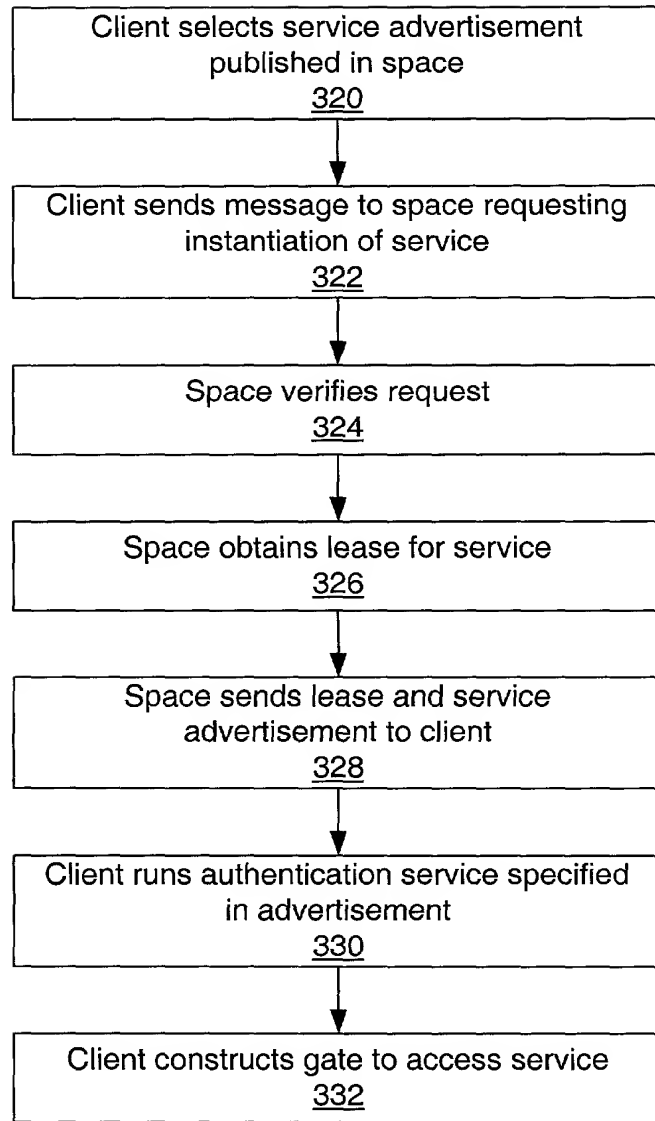 Client selects service advertisement
published in space
320
Client sends message to space requesting
instantiation of service
322
Space verifies request
324
Space obtains lease for service
326
Space sends lease and service
advertisement to client
328
Client runs authentication service specified
in advertisement
330
Client constructs gate to access service
332